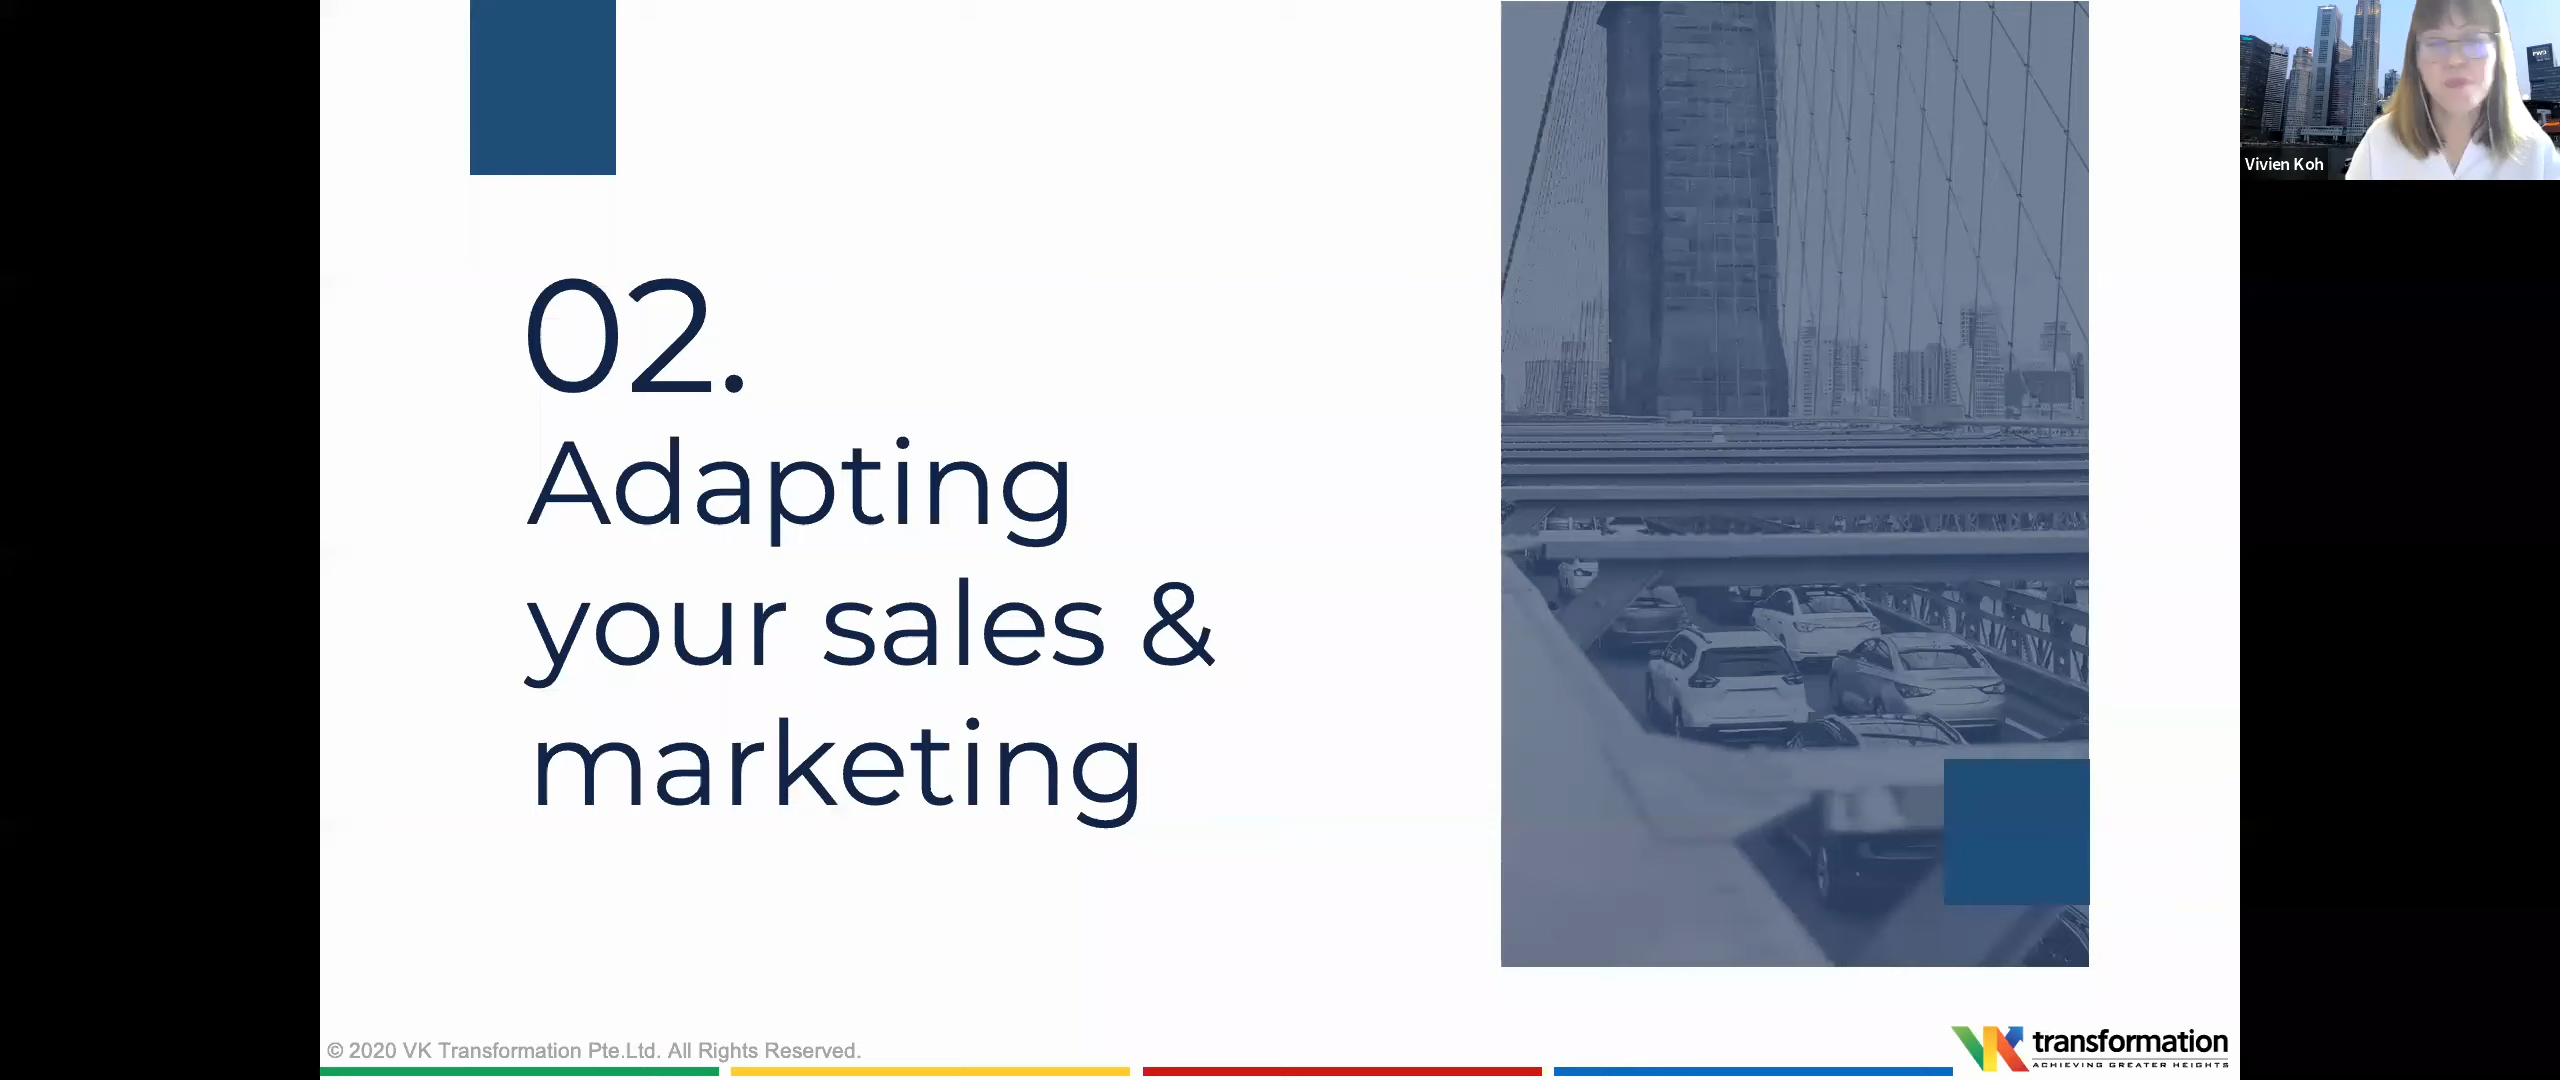 02.
Adapting
your sales &
marketing
Vivien Koh
© 2020 VK Transformation Pte.Ltd. All Rights Reserved.
VK transformation
ACHIEVING GREATER HEIGHTS